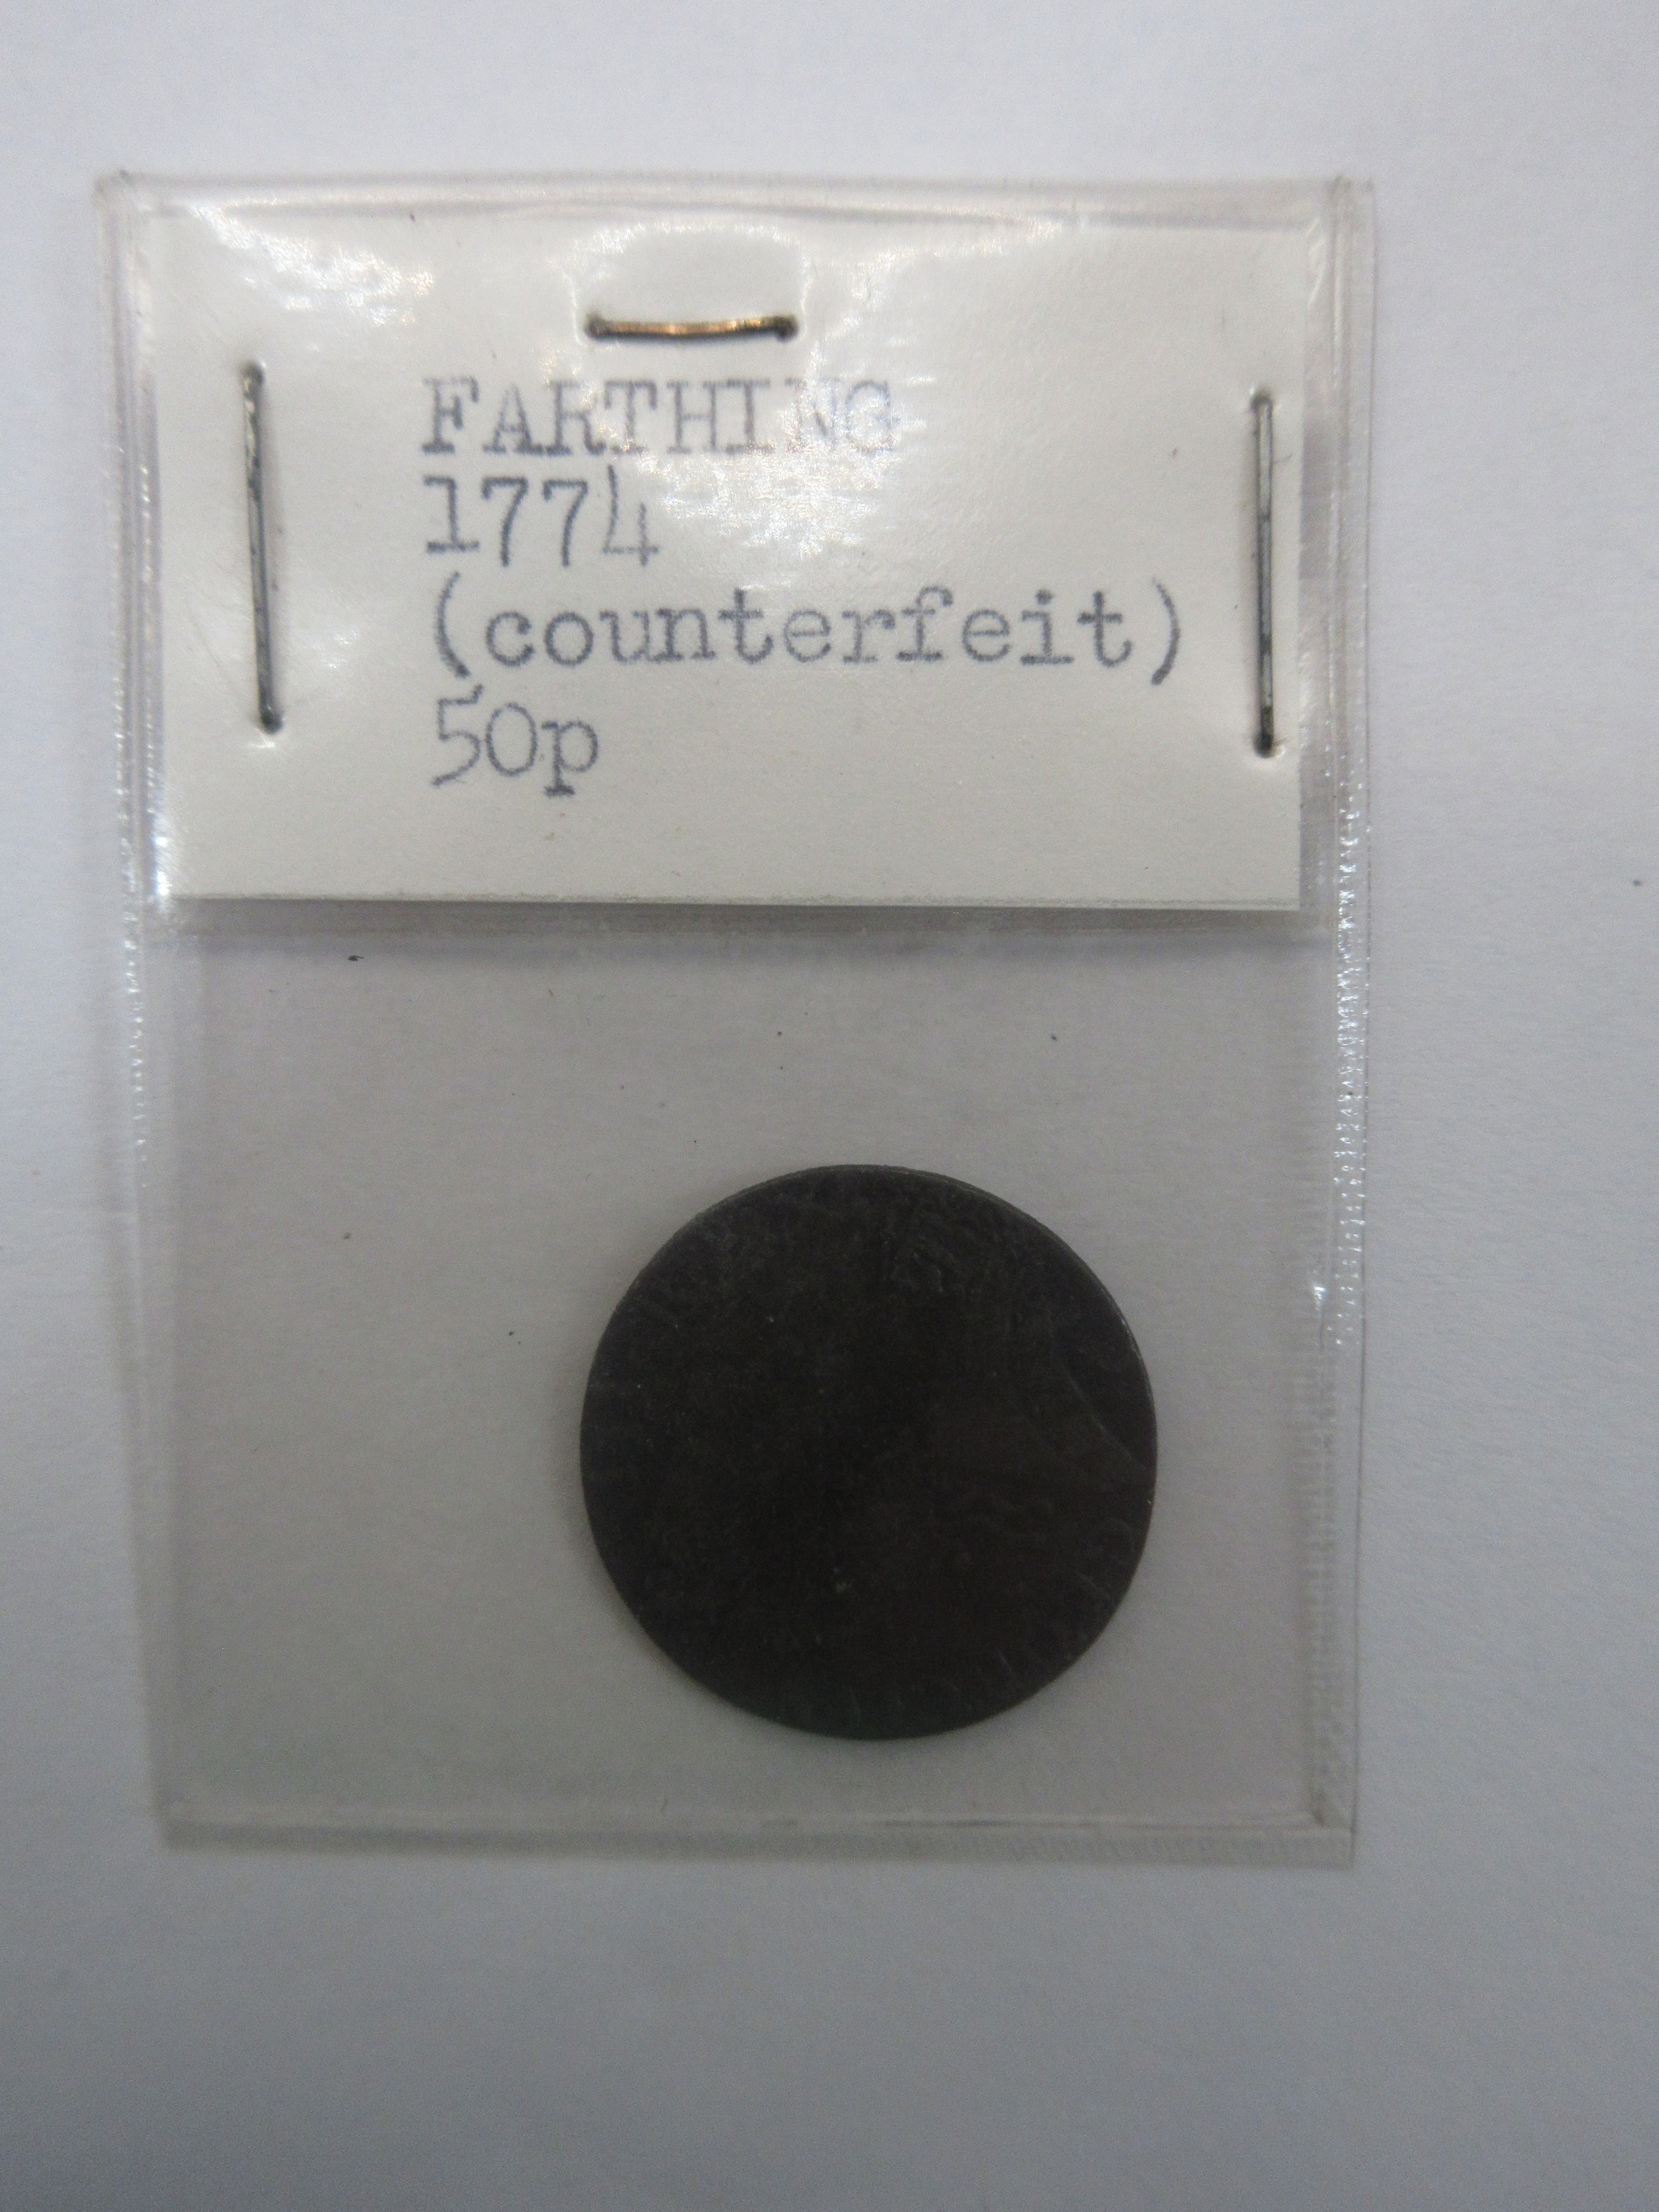 FARTHING
1774
(counterfeit)
50p